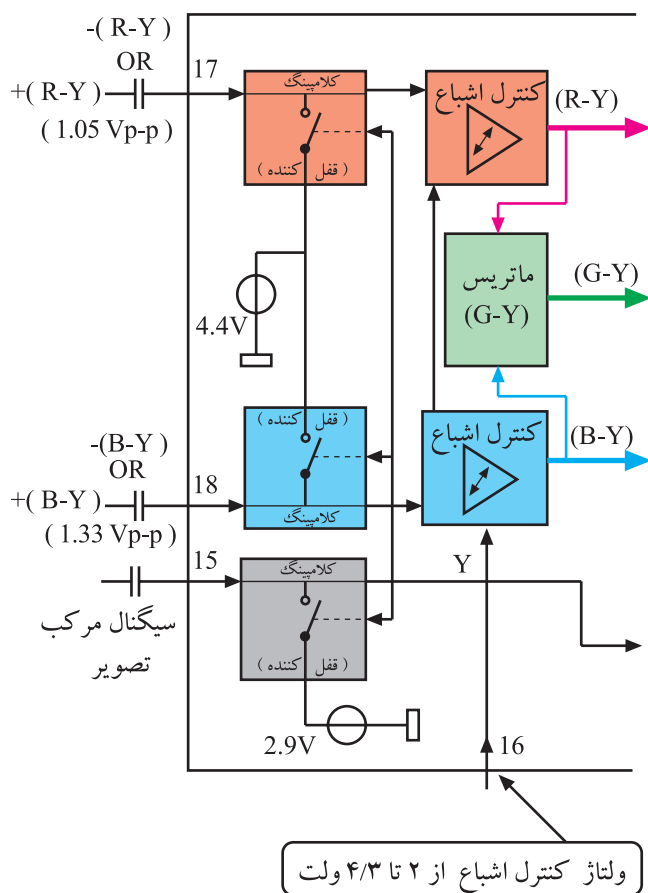 -( R-Y )
OR
+( R-Y )
( 1.05 Vp-p )
17
کلامپینگ
( قفل کننده )
کنترل اشباع
(R-Y)
4.4V
ماتریس
(G-Y)
(G-Y)
-(B-Y)
OR
+( B-Y )
( 1.33 Vp-p )
18
( قفل کننده )
کلامپینگ
کنترل اشباع
(B-Y)
15
سیگنال مرکب
تصویر
کلامپینگ
( قفل کننده )
Y
2.9V
16
ولتاژ کنترل اشباع از ۲ تا ۴/۳ ولت